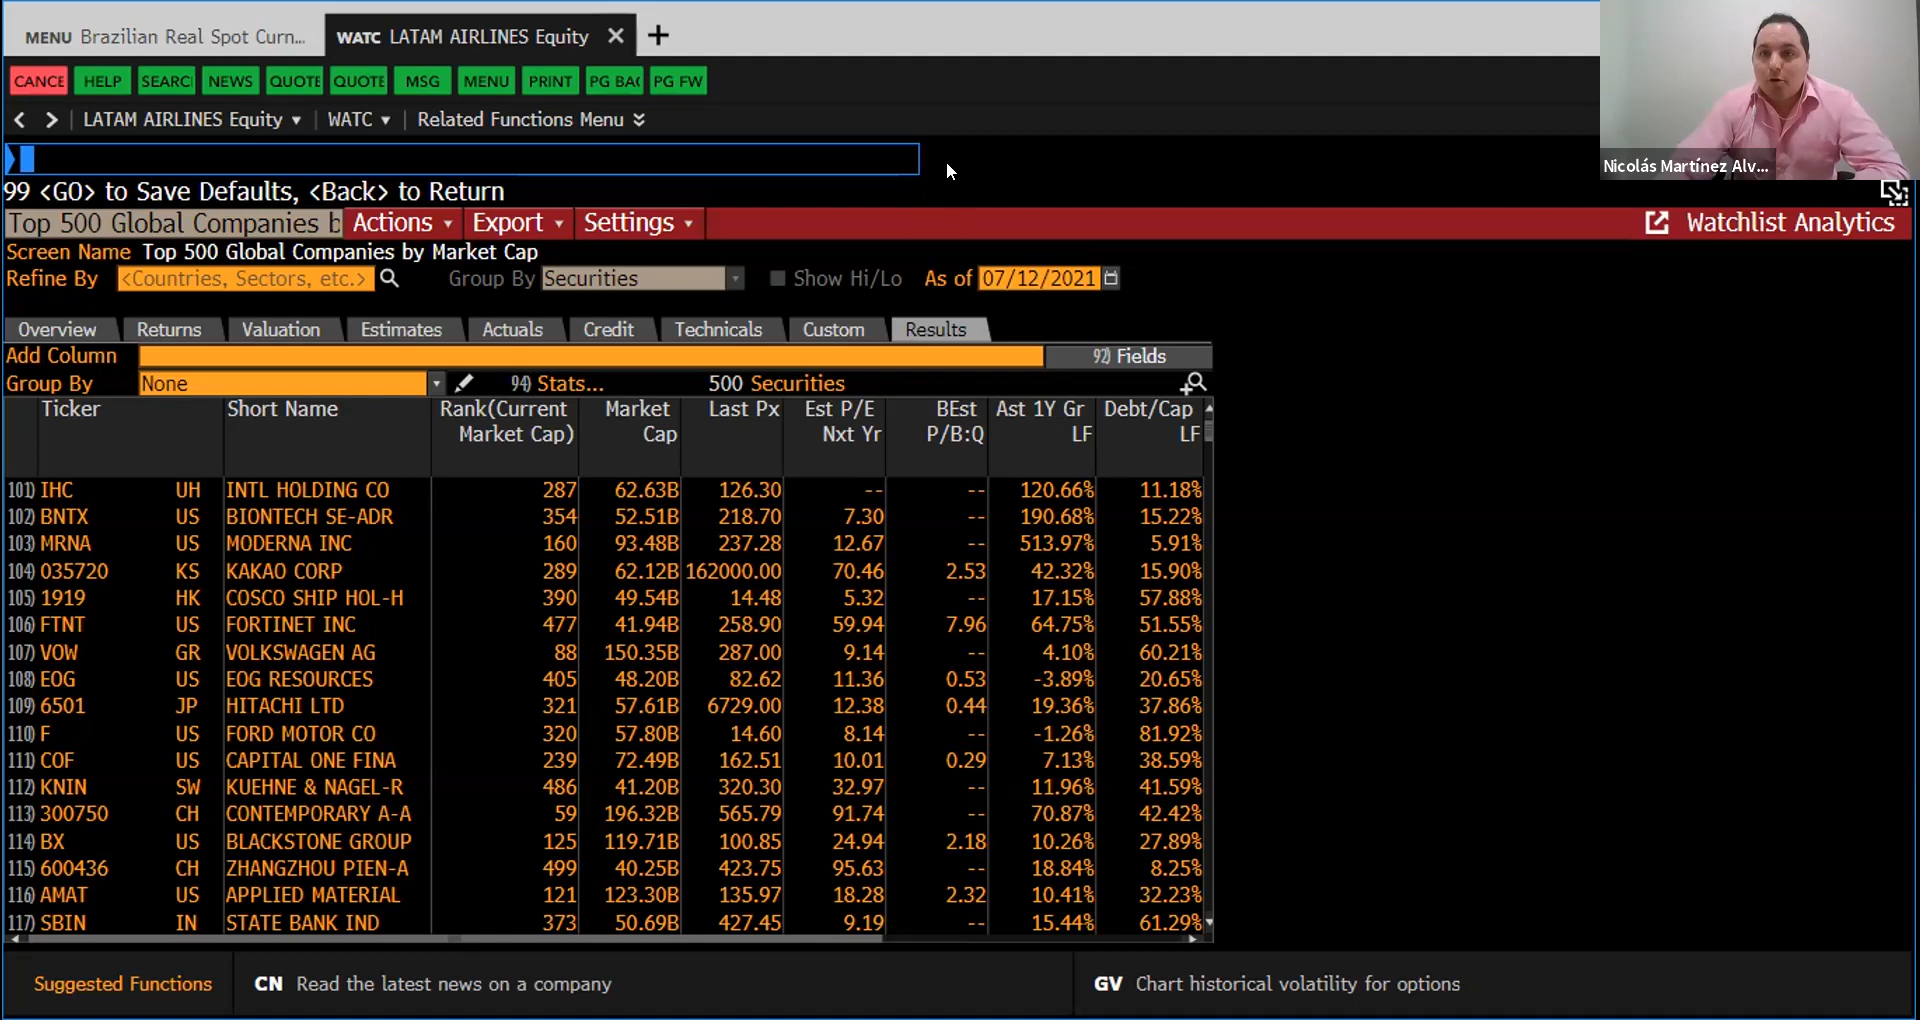 MENU Brazilian Real Spot Curn... WATC LATAM AIRLINES Equity
CANCE HELP SEARC NEWS QUOTE QUOTE MSG MENU PRINT PG BAC PG FW
LATAM AIRLINES Equity WATC Related Functions Menu
Nicolás Martínez Alv...
99 <GO> to Save Defaults, <Back> to Return
Top 500 Global Companies b Actions Export Settings Watchlist Analytics
Screen Name Top 500 Global Companies by Market Cap
Refine By <Countries, Sectors, etc.> Group By Securities Show Hi/Lo As of 07/12/2021
Overview Returns Valuation Estimates Actuals Credit Technicals Custom Results
Add Column 92) Fields
Group By None 94) Stats... 500 Securities
Ticker Short Name Rank(Current Market Last Px Est P/E BEst Ast 1Y Gr Debt/Cap
Market Cap) Cap Nxt Yr P/B:Q LF LF
101) IHC UH INTL HOLDING CO 287 62.63B 126.30 -- -- 120.66% 11.18%
102) BNTX US BIONTECH SE-ADR 354 52.51B 218.70 7.30 -- 190.68% 15.22%
103) MRNA US MODERNA INC 160 93.48B 237.28 12.67 -- 513.97% 5.91%
104) 035720 KS KAKAO CORP 289 62.12B 162000.00 70.46 2.53 42.32% 15.90%
105) 1919 HK COSCO SHIP HOL-H 390 49.54B 14.48 5.32 -- 17.15% 57.88%
106) FTNT US FORTINET INC 477 41.94B 258.90 59.94 7.96 64.75% 51.55%
107) VOW GR VOLKSWAGEN AG 88 150.35B 287.00 9.14 -- 4.10% 60.21%
108) EOG US EOG RESOURCES 405 48.20B 82.62 11.36 0.53 -3.89% 20.65%
109) 6501 JP HITACHI LTD 321 57.61B 6729.00 12.38 0.44 19.36% 37.86%
110) F US FORD MOTOR CO 320 57.80B 14.60 8.14 -- -1.26% 81.92%
111) COF US CAPITAL ONE FINA 239 72.49B 162.51 10.01 0.29 7.13% 38.59%
112) KNIN SW KUEHNE & NAGEL-R 486 41.20B 320.30 32.97 -- 11.96% 41.59%
113) 300750 CH CONTEMPORARY A-A 59 196.32B 565.79 91.74 -- 70.87% 42.42%
114) BX US BLACKSTONE GROUP 125 119.71B 100.85 24.94 2.18 10.26% 27.89%
115) 600436 CH ZHANGZHOU PIEN-A 499 40.25B 423.75 95.63 -- 18.84% 8.25%
116) AMAT US APPLIED MATERIAL 121 123.30B 135.97 18.28 2.32 10.41% 32.23%
117) SBIN IN STATE BANK IND 373 50.69B 427.45 9.19 -- 15.44% 61.29%
Suggested Functions CN Read the latest news on a company GV Chart historical volatility for options